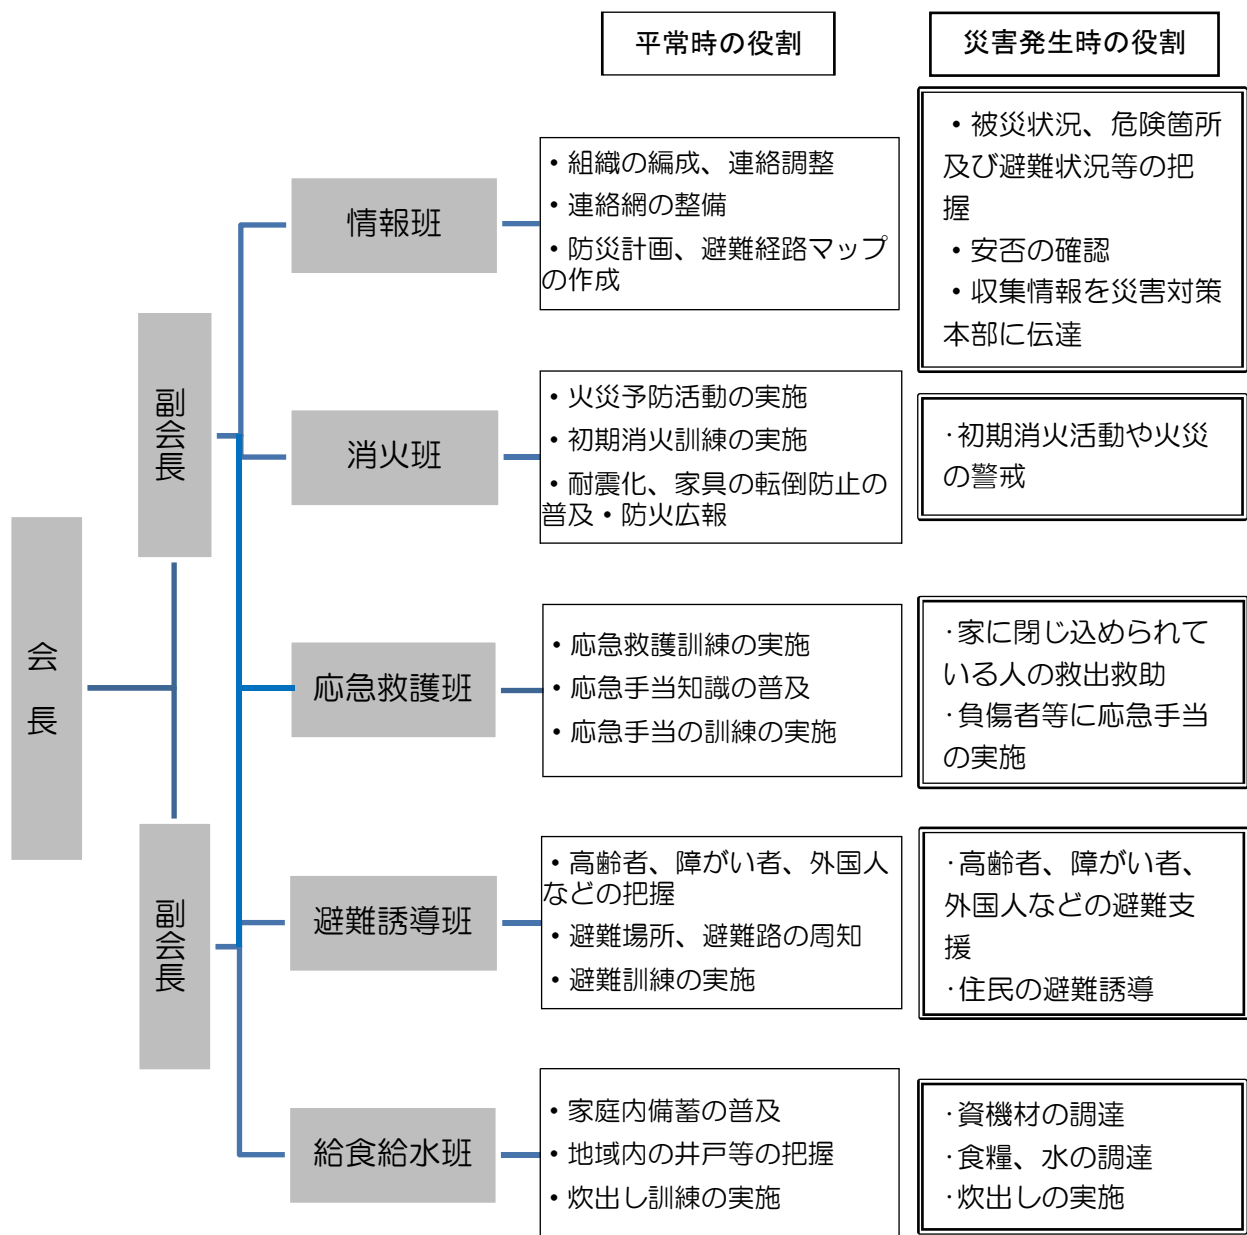 平常時の役割
災害発生時の役割
会長
副会長
副会長
情報班
・組織の編成、連絡調整
・連絡網の整備
・防災計画、避難経路マップ
の作成
・被災状況、危険箇所
及び避難状況等の把
握
・安否の確認
・収集情報を災害対策
本部に伝達
消火班
・火災予防活動の実施
・初期消火訓練の実施
・耐震化、家具の転倒防止の
普及・防火広報
・初期消火活動や火災
の警戒
応急救護班
・応急救護訓練の実施
・応急手当知識の普及
・応急手当の訓練の実施
・家に閉じ込められて
いる人の救出救助
・負傷者等に応急手当
の実施
避難誘導班
・高齢者、障がい者、外国人
などの把握
・避難場所、避難路の周知
・避難訓練の実施
・高齢者、障がい者、
外国人などの避難支
援
・住民の避難誘導
給食給水班
・家庭内備蓄の普及
・地域内の井戸等の把握
・炊出し訓練の実施
・資機材の調達
・食糧、水の調達
・炊出しの実施